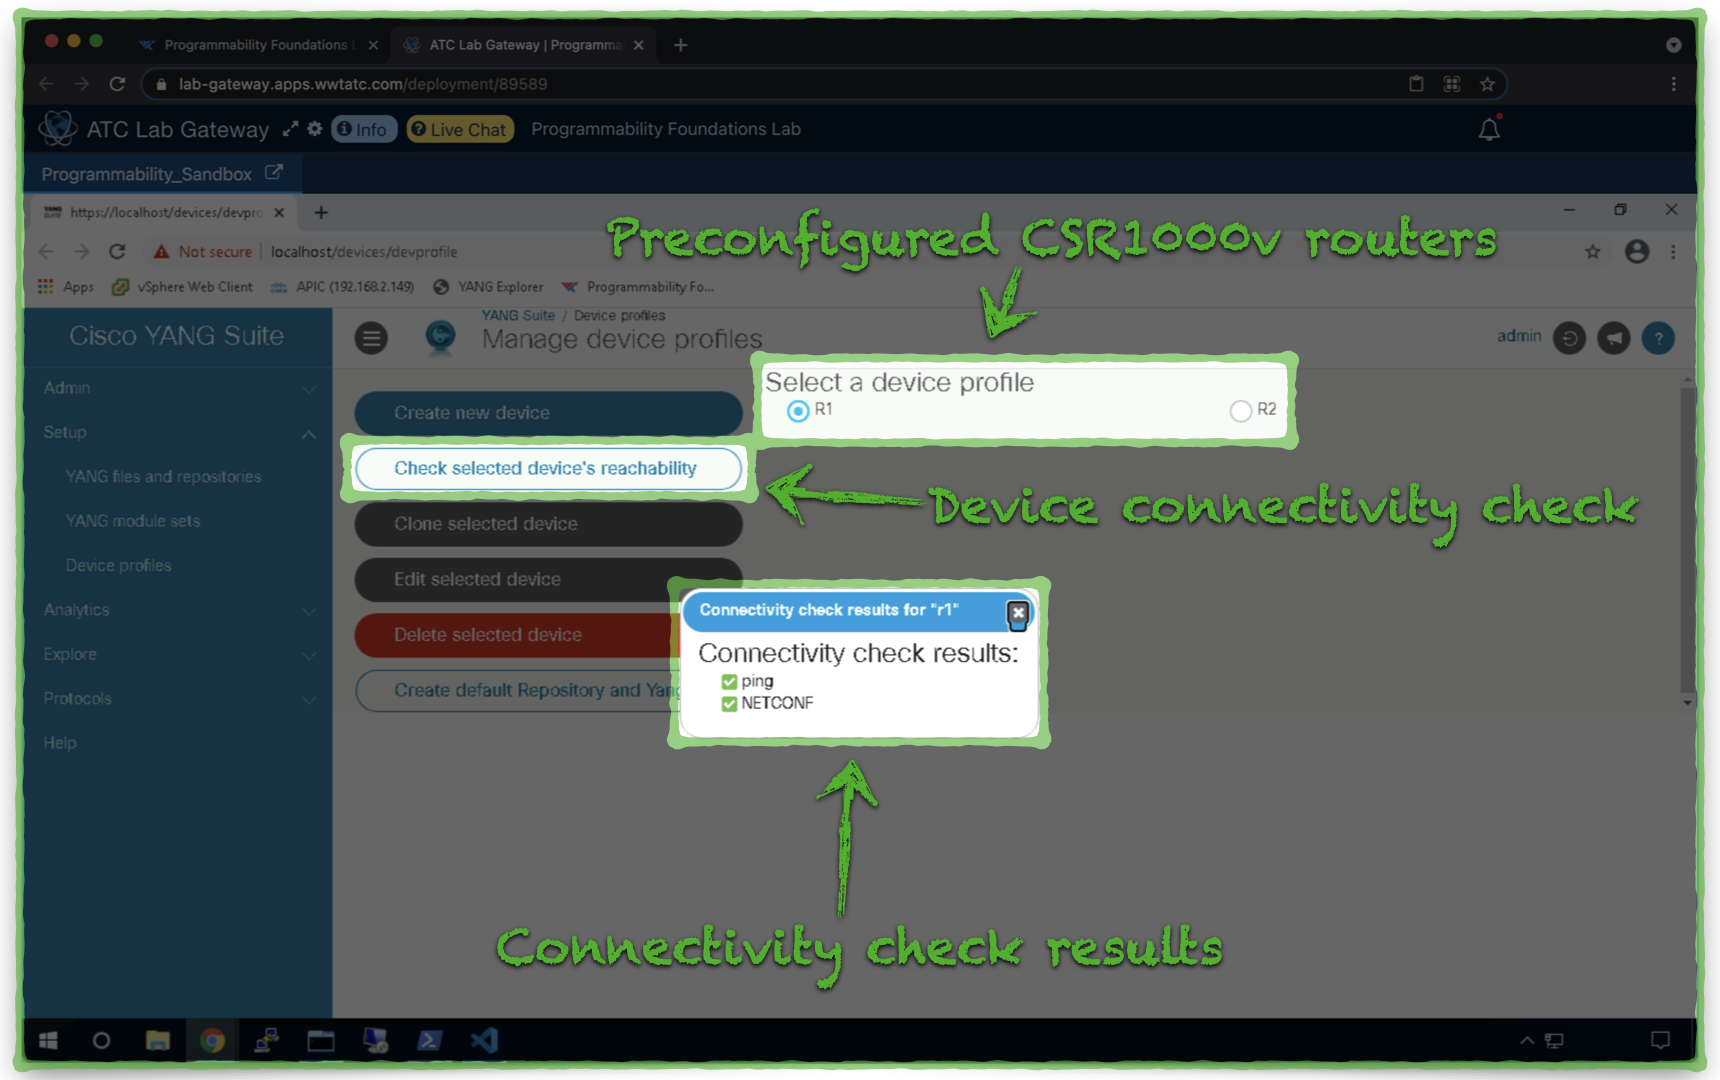 Programmability Foundations L
ATC Lab Gateway | Programma
lab-gateway.apps.wwtatc.com/deployment/89589
ATC Lab Gateway
Info
Live Chat
Programmability Foundations Lab
Programmability_Sandbox
https://localhost/devices/devpro
Not secure
localhost/devices/devprofile
Preconfigured CSR1000v routers
Apps
vSphere Web Client
APIC (192.168.2.149)
YANG Explorer
Programmability Fo...
Cisco YANG Suite
YANG Suite / Device profiles
Manage device profiles
admin
Admin
Setup
YANG files and repositories
YANG module sets
Device profiles
Analytics
Explore
Protocols
Help
Select a device profile
R1
R2
Create new device
Check selected device's reachability
Device connectivity check
Clone selected device
Edit selected device
Delete selected device
Create default Repository and Yang
Connectivity check results for "r1"
Connectivity check results:
ping
NETCONF
Connectivity check results